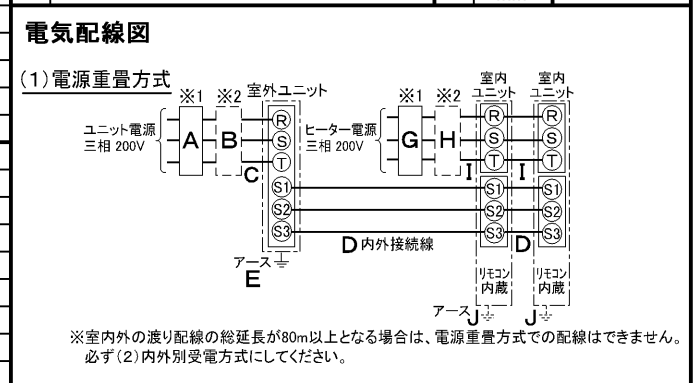 電気配線図
(1)電源重畳方式
※1 ※2 室外ユニット ※1 ※2 室内ユニット 室内ユニット
ユニット電源
三相 200V
A B C
R
S
T
S1
S2
S3
ヒーター電源
三相 200V
G H I I
R
S
T
S1
S2
S3
R
S
T
S1
S2
S3
D 内外接続線 D
アース
E
リモコン
内蔵
リモコン
内蔵
アース J J
※室内外の渡り配線の総延長が80m以上となる場合は、電源重畳方式での配線はできません。
必ず(2)内外別受電方式にしてください。